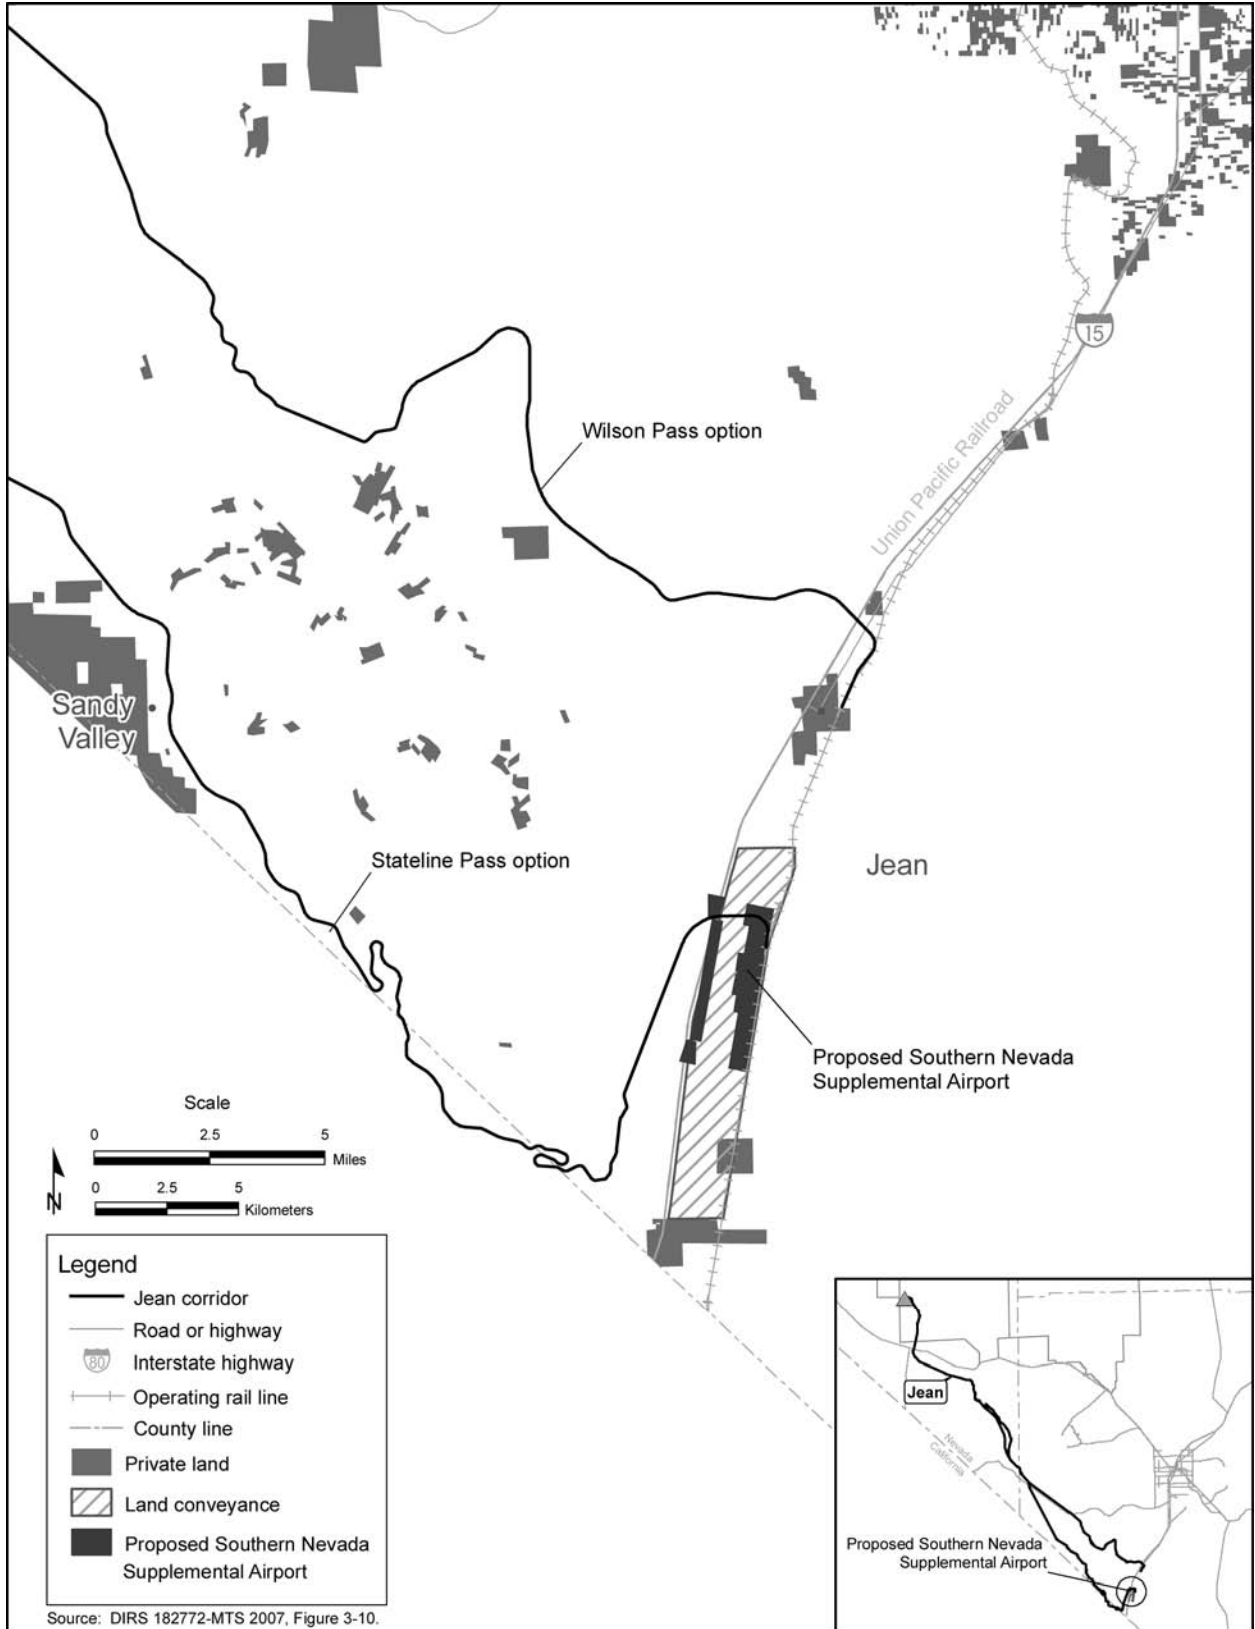 15
Union Pacific Railroad
Wilson Pass option
Sandy
Valley
Stateline Pass option
Jean
Proposed Southern Nevada
Supplemental Airport
Scale
0 2.5 5
Miles
0 2.5 5
Kilometers
N
Legend
Jean corridor
Road or highway
80 Interstate highway
Operating rail line
County line
Private land
Land conveyance
Proposed Southern Nevada
Supplemental Airport
Source: DIRS 182772-MTS 2007, Figure 3-10.
Jean
Nevada
California
Proposed Southern Nevada
Supplemental Airport